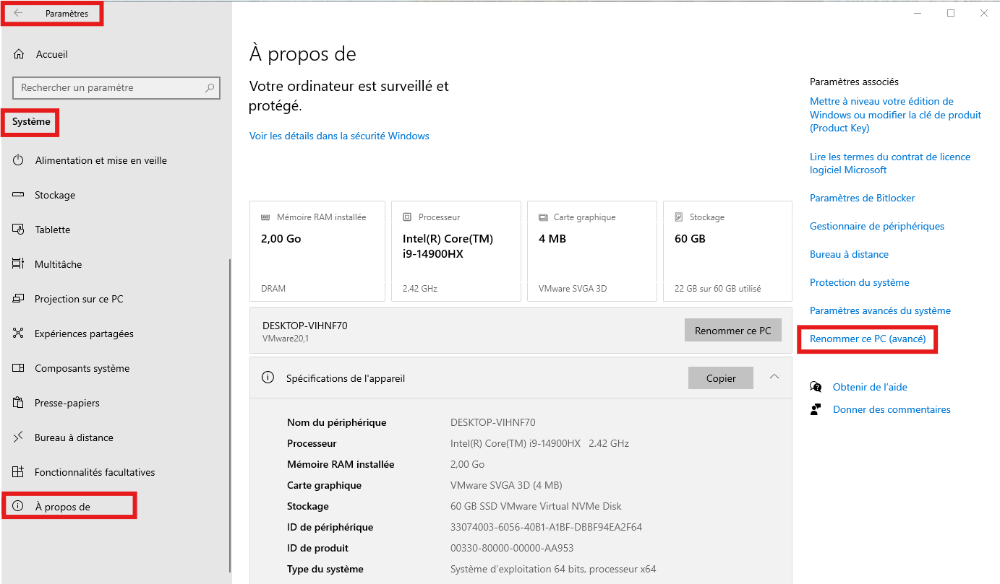 Paramètres
Accueil
Rechercher un paramètre
Système
Alimentation et mise en veille
Stockage
Tablette
Multitâche
Projection sur ce PC
Expériences partagées
Composants système
Presse-papiers
Bureau à distance
Fonctionnalités facultatives
À propos de
À propos de
Votre ordinateur est surveillé et
protégé.
Voir les détails dans la sécurité Windows
Mémoire RAM installée
2,00 Go
DRAM
Processeur
Intel(R) Core(TM)
i9-14900HX
2.42 GHz
Carte graphique
4 MB
VMware SVGA 3D
Stockage
60 GB
22 GB sur 60 GB utilisé
DESKTOP-VIHNF70
VMware20,1
Renommer ce PC
Spécifications de l'appareil
Copier
Nom du périphérique DESKTOP-VIHNF70
Processeur Intel(R) Core(TM) i9-14900HX 2.42 GHz
Mémoire RAM installée 2,00 Go
Carte graphique VMware SVGA 3D (4 MB)
Stockage 60 GB SSD VMware Virtual NVMe Disk
ID de périphérique 33074003-6056-40B1-A1BF-DBBF94EA2F64
ID de produit 00330-80000-00000-AA953
Type du système Système d'exploitation 64 bits, processeur x64
Paramètres associés
Mettre à niveau votre édition de
Windows ou modifier la clé de produit
(Product Key)
Lire les termes du contrat de licence
logiciel Microsoft
Paramètres de Bitlocker
Gestionnaire de périphériques
Bureau à distance
Protection du système
Paramètres avancés du système
Renommer ce PC (avancé)
Obtenir de l'aide
Donner des commentaires